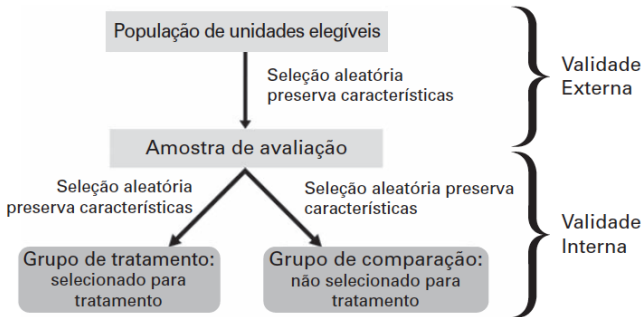 População de unidades elegíveis
Seleção aleatória
preserva características
Validade
Externa
Amostra de avaliação
Seleção aleatória
preserva características
Seleção aleatória preserva
características
Validade
Interna
Grupo de tratamento:
selecionado para
tratamento
Grupo de comparação:
não selecionado para
tratamento